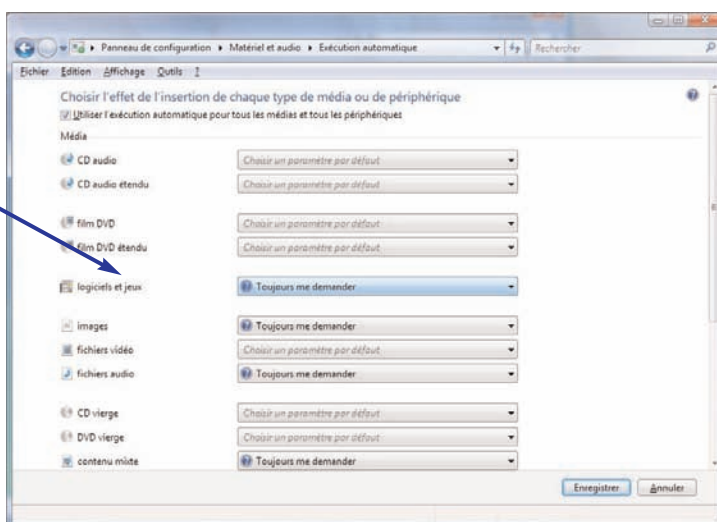 Panneau de configuration ▸ Matériel et audio ▸ Exécution automatique Rechercher
Fichier Edition Affichage Outils ?
Choisir l'effet de l'insertion de chaque type de média ou de périphérique
Utiliser l'exécution automatique pour tous les médias et tous les périphériques
Média
CD audio Choisir un paramètre par défaut
CD audio étendu Choisir un paramètre par défaut
film DVD Choisir un paramètre par défaut
film DVD étendu Choisir un paramètre par défaut
logiciels et jeux Toujours me demander
images Toujours me demander
fichiers vidéo Choisir un paramètre par défaut
fichiers audio Toujours me demander
CD vierge Choisir un paramètre par défaut
DVD vierge Choisir un paramètre par défaut
contenu mixte Toujours me demander
Enregistrer Annuler